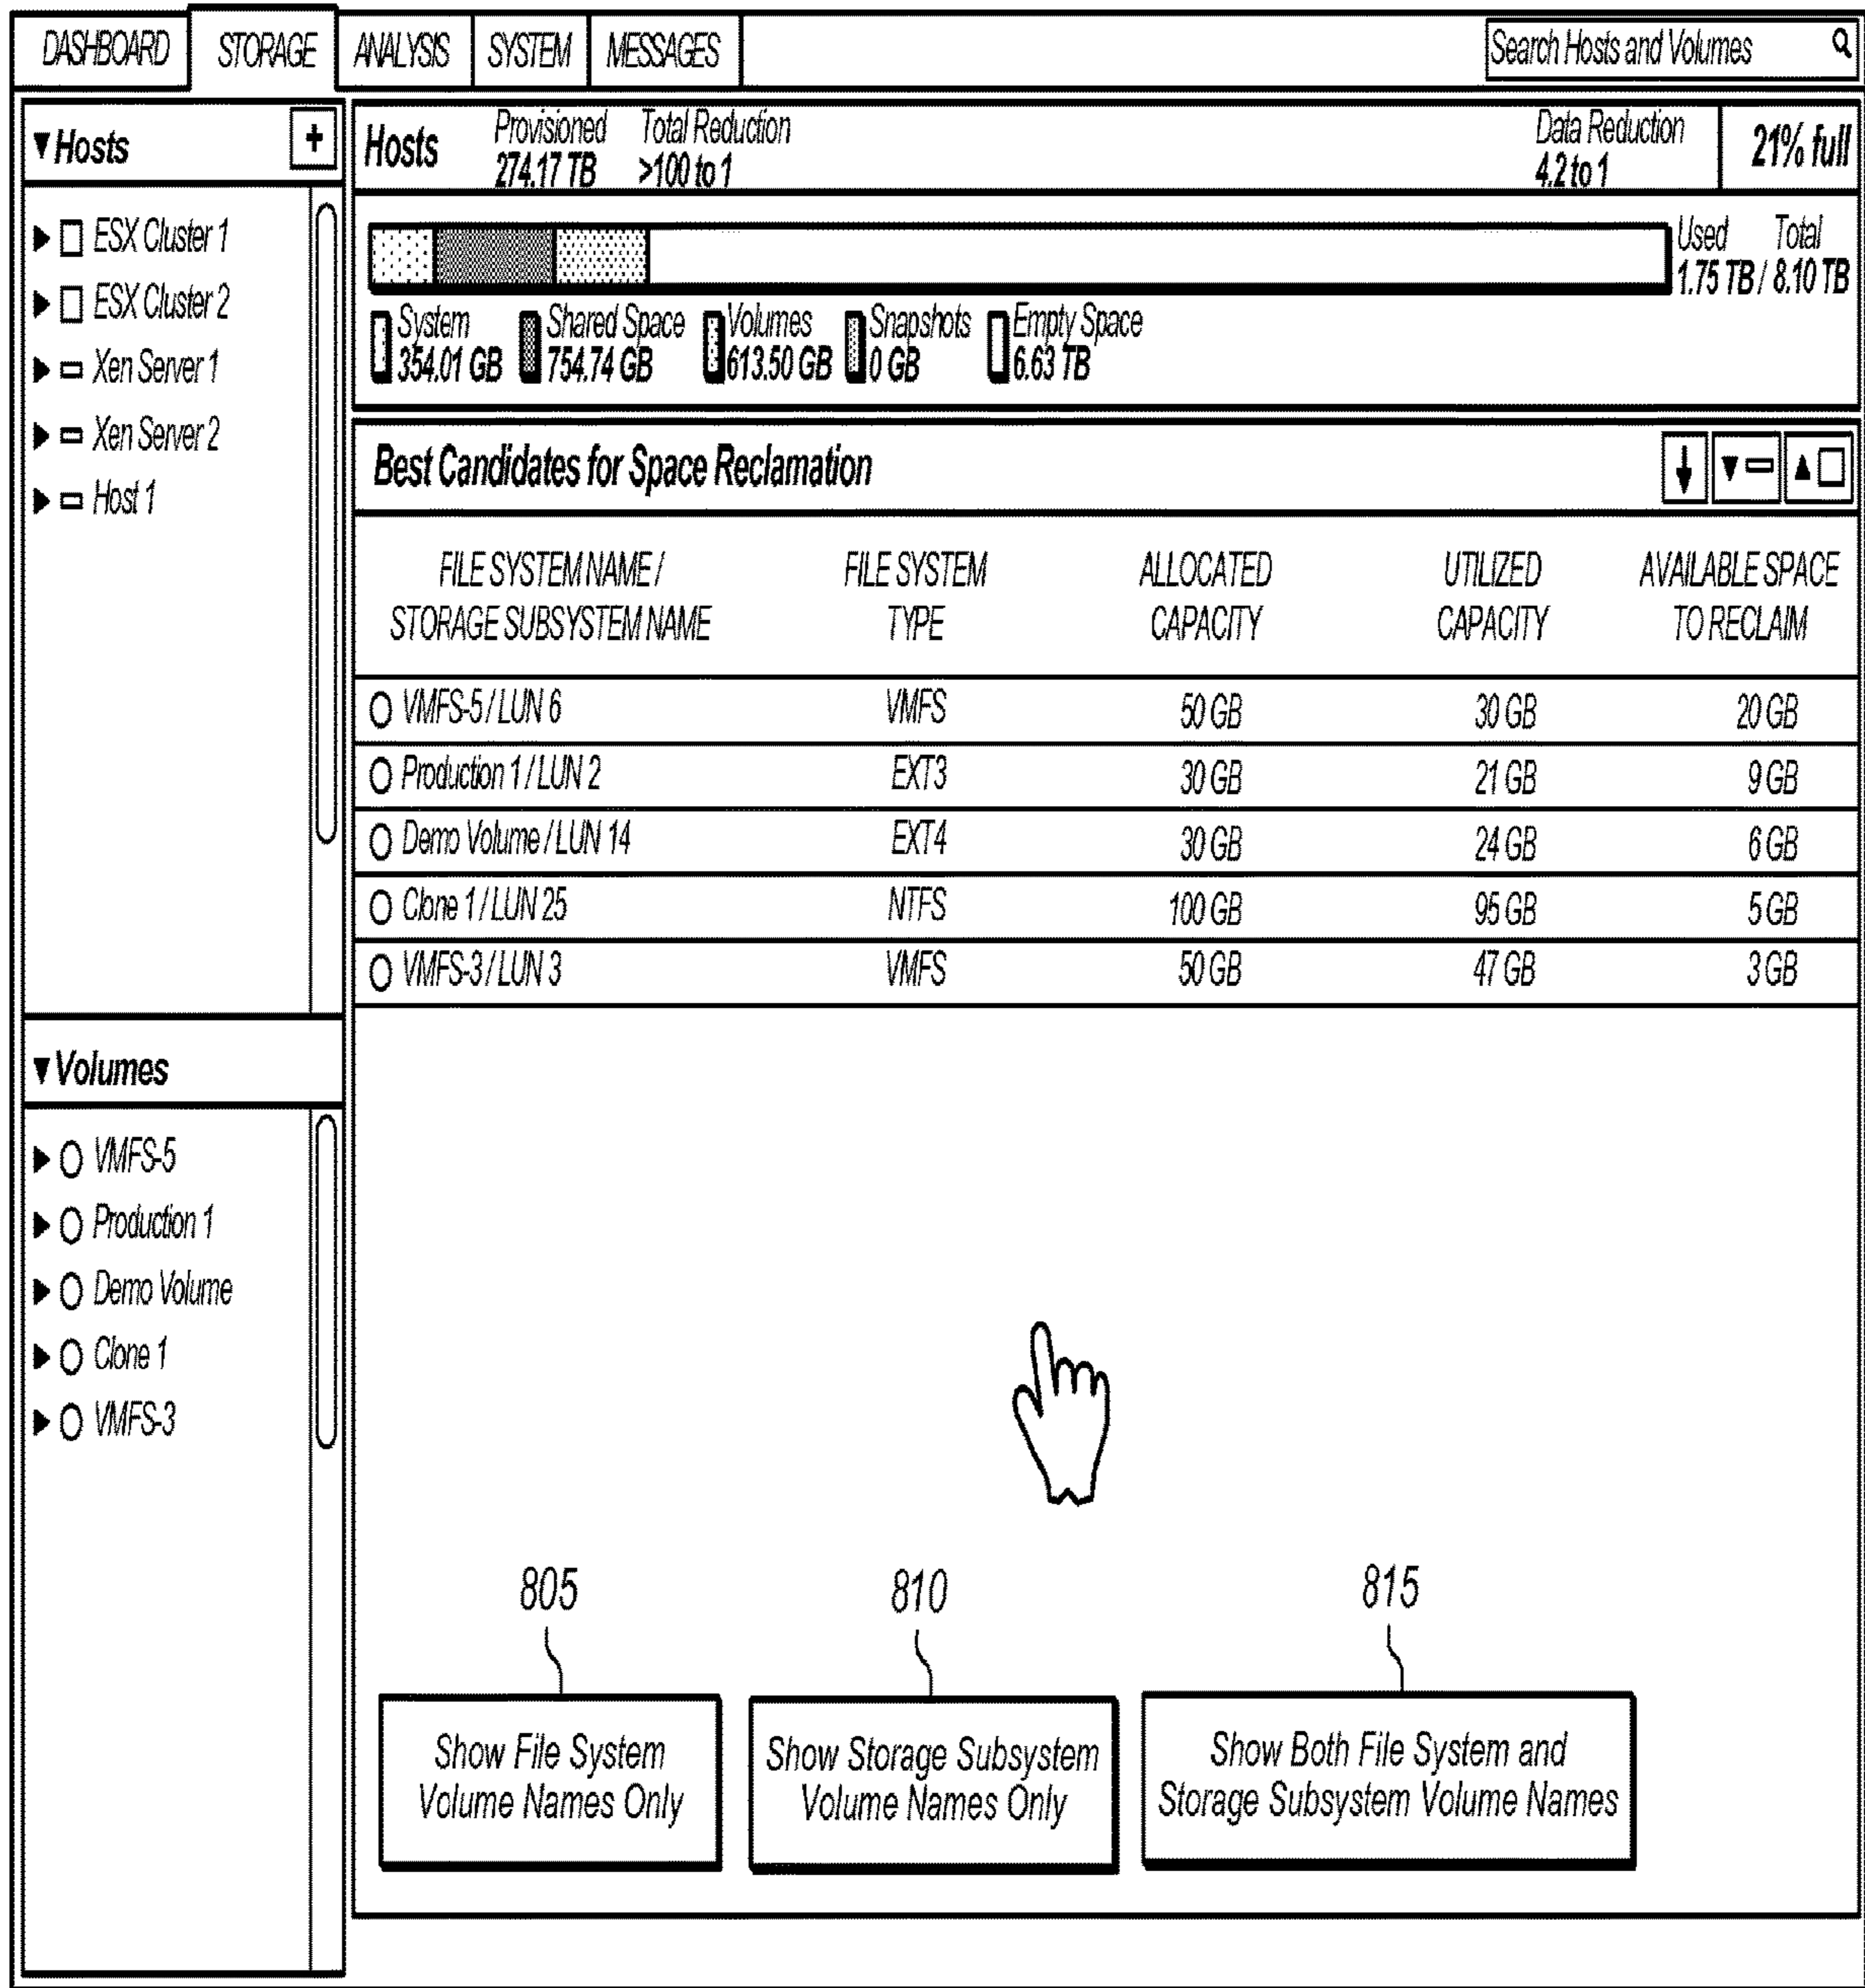 DASHBOARD STORAGE ANALYSIS SYSTEM MESSAGES Search Hosts and Volumes
Hosts +
ESX Cluster 1
ESX Cluster 2
Xen Server 1
Xen Server 2
Host 1
Volumes
VMFS-5
Production 1
Demo Volume
Clone 1
VMFS-3
Hosts Provisioned Total Reduction Data Reduction 21% full
274.17 TB >100 to 1 4.2 to 1
Used Total
1.75 TB / 8.10 TB
System Shared Space Volumes Snapshots Empty Space
354.01 GB 754.74 GB 613.50 GB 0 GB 6.63 TB
Best Candidates for Space Reclamation
FILE SYSTEM NAME / FILE SYSTEM ALLOCATED UTILIZED AVAILABLE SPACE
STORAGE SUBSYSTEM NAME TYPE CAPACITY CAPACITY TO RECLAIM
VMFS-5 / LUN 6 VMFS 50 GB 30 GB 20 GB
Production 1 / LUN 2 EXT3 30 GB 21 GB 9 GB
Demo Volume / LUN 14 EXT4 30 GB 24 GB 6 GB
Clone 1 / LUN 25 NTFS 100 GB 95 GB 5 GB
VMFS-3 / LUN 3 VMFS 50 GB 47 GB 3 GB
805 810 815
Show File System Show Storage Subsystem Show Both File System and
Volume Names Only Volume Names Only Storage Subsystem Volume Names